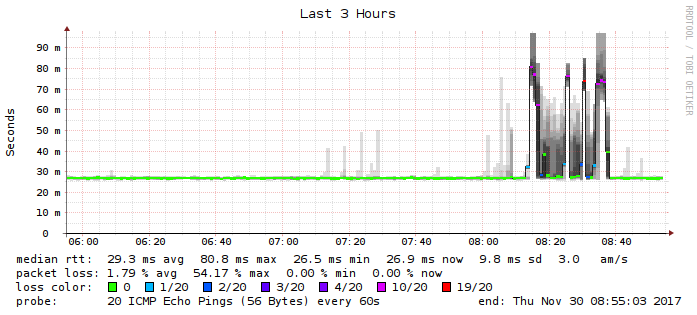 Last 3 Hours
RRDTOOL / TOBI OETIKER
Seconds
90 m
80 m
70 m
60 m
50 m
40 m
30 m
20 m
10 m
0
06:00 06:20 06:40 07:00 07:20 07:40 08:00 08:20 08:40
median rtt: 29.3 ms avg 80.8 ms max 26.5 ms min 26.9 ms now 9.8 ms sd 3.0 am/s
packet loss: 1.79 % avg 54.17 % max 0.00 % min 0.00 % now
loss color: 0 1/20 2/20 3/20 4/20 10/20 19/20
probe: 20 ICMP Echo Pings (56 Bytes) every 60s end: Thu Nov 30 08:55:03 2017